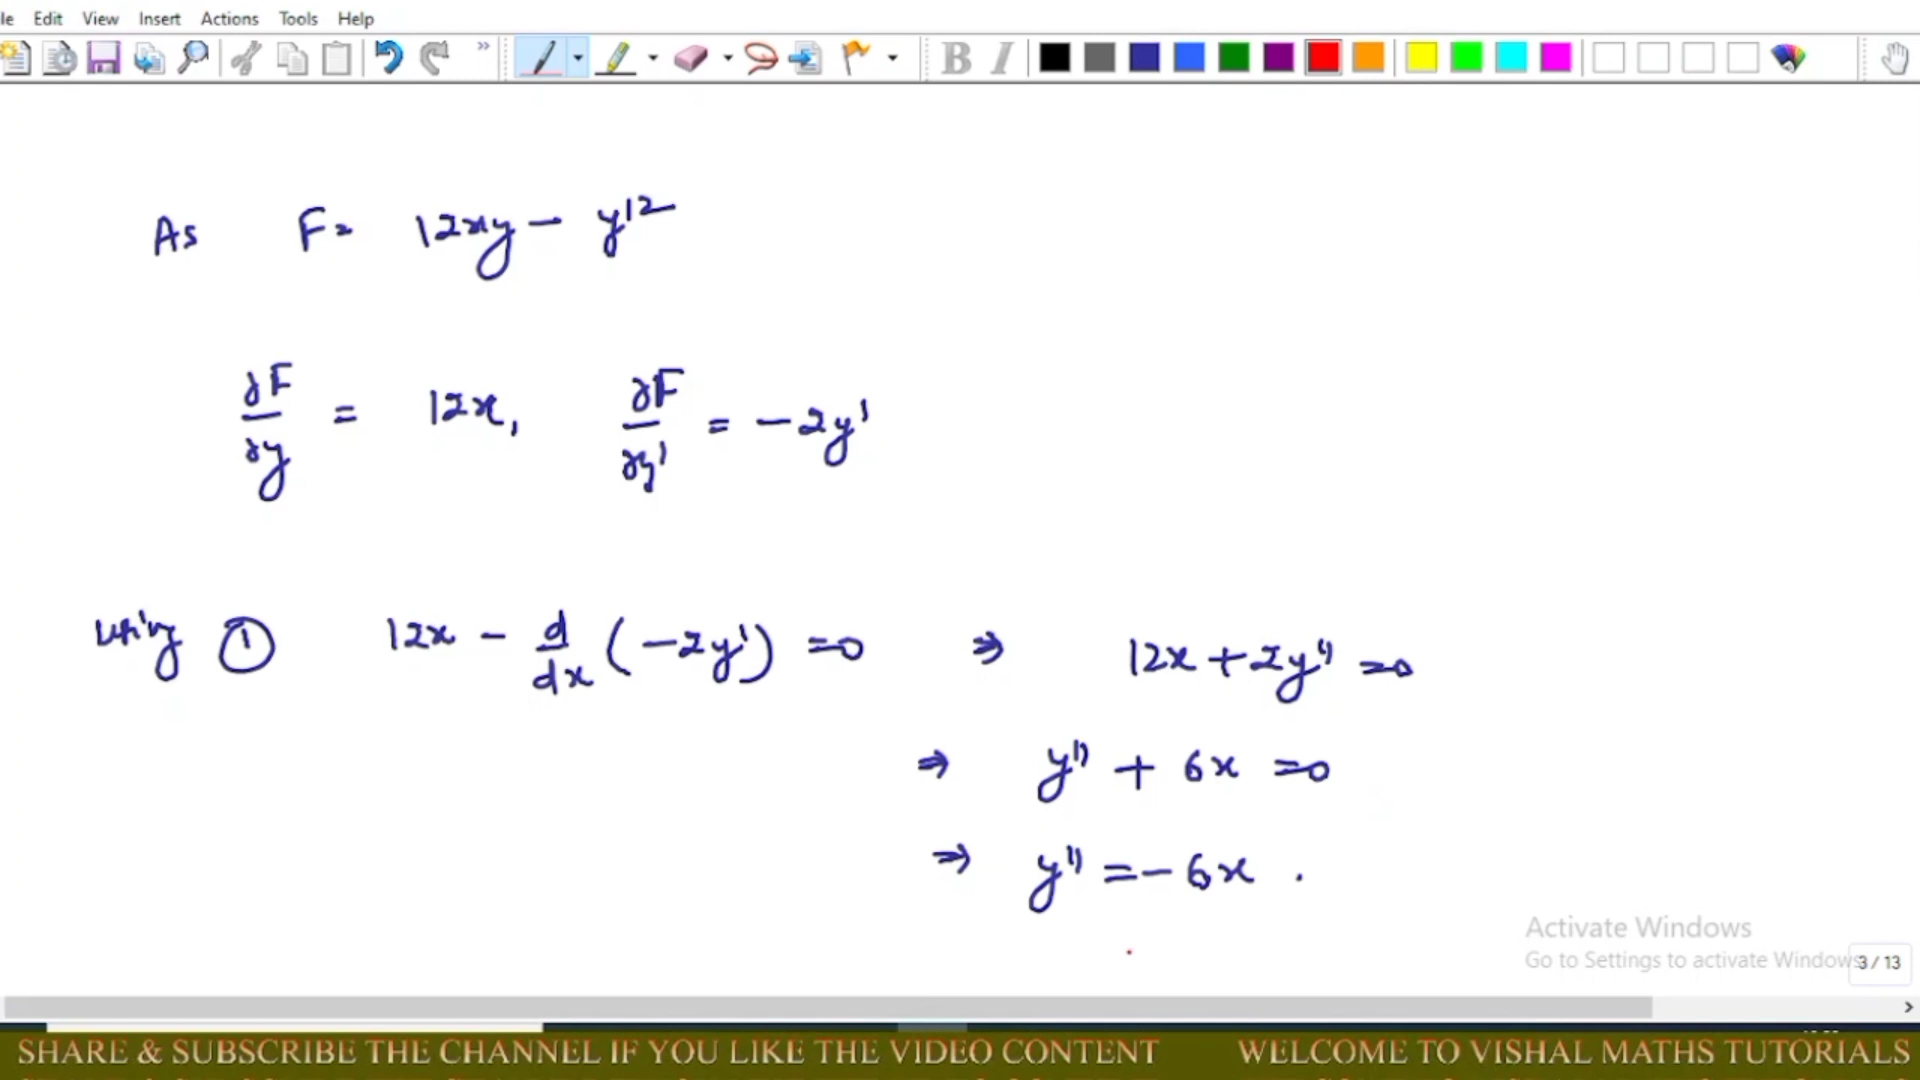 le Edit View Insert Actions Tools Help
» B I
As F= 12xy − y'²
∂F/∂y = 12x, ∂F/∂y' = −2y'
using ① 12x − d/dx (−2y') =0 ⇒ 12x+2y'' =0
⇒ y'' + 6x =0
⇒ y'' =−6x .
Activate Windows
Go to Settings to activate Windows
3 / 13
SHARE & SUBSCRIBE THE CHANNEL IF YOU LIKE THE VIDEO CONTENT WELCOME TO VISHAL MATHS TUTORIALS